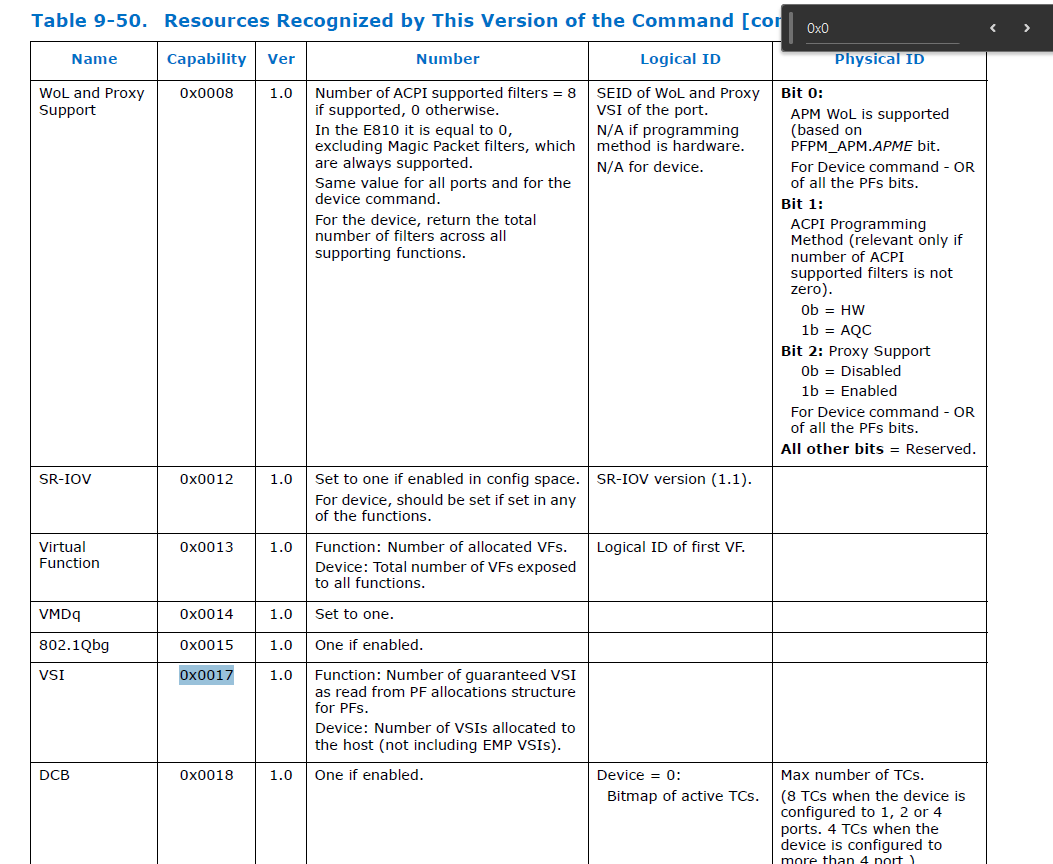 Table 9-50. Resources Recognized by This Version of the Command [con
0x0
Name Capability Ver Number Logical ID Physical ID
WoL and Proxy
Support
0x0008
1.0
Number of ACPI supported filters = 8
if supported, 0 otherwise.
In the E810 it is equal to 0,
excluding Magic Packet filters, which
are always supported.
Same value for all ports and for the
device command.
For the device, return the total
number of filters across all
supporting functions.
SEID of WoL and Proxy
VSI of the port.
N/A if programming
method is hardware.
N/A for device.
Bit 0:
APM WoL is supported
(based on
PFPM_APM.APME bit.
For Device command - OR
of all the PFs bits.
Bit 1:
ACPI Programming
Method (relevant only if
number of ACPI
supported filters is not
zero).
0b = HW
1b = AQC
Bit 2: Proxy Support
0b = Disabled
1b = Enabled
For Device command - OR
of all the PFs bits.
All other bits = Reserved.
SR-IOV
0x0012
1.0
Set to one if enabled in config space.
For device, should be set if set in any
of the functions.
SR-IOV version (1.1).
Virtual
Function
0x0013
1.0
Function: Number of allocated VFs.
Device: Total number of VFs exposed
to all functions.
Logical ID of first VF.
VMDq
0x0014
1.0
Set to one.
802.1Qbg
0x0015
1.0
One if enabled.
VSI
0x0017
1.0
Function: Number of guaranteed VSI
as read from PF allocations structure
for PFs.
Device: Number of VSIs allocated to
the host (not including EMP VSIs).
DCB
0x0018
1.0
One if enabled.
Device = 0:
Bitmap of active TCs.
Max number of TCs.
(8 TCs when the device is
configured to 1, 2 or 4
ports. 4 TCs when the
device is configured to
more than 4 port.)